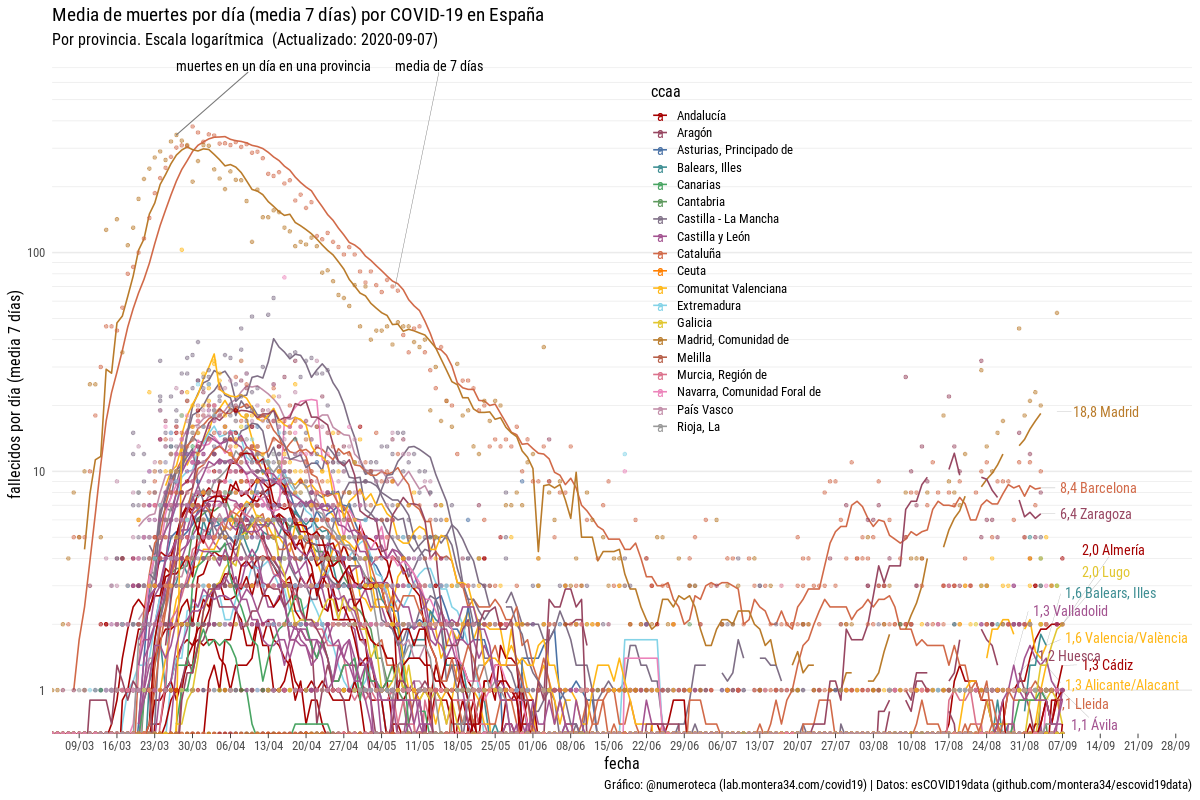 Media de muertes por día (media 7 días) por COVID-19 en España
Por provincia. Escala logarítmica (Actualizado: 2020-09-07)
muertes en un día en una provincia
media de 7 días
ccaa
Andalucía
Aragón
Asturias, Principado de
Balears, Illes
Canarias
Cantabria
Castilla - La Mancha
Castilla y León
Cataluña
Ceuta
Comunitat Valenciana
Extremadura
Galicia
Madrid, Comunidad de
Melilla
Murcia, Región de
Navarra, Comunidad Foral de
País Vasco
Rioja, La
fallecidos por día (media 7 días)
100
10
1
18,8 Madrid
8,4 Barcelona
6,4 Zaragoza
2,0 Almería
2,0 Lugo
1,6 Balears, Illes
1,3 Valladolid
1,6 Valencia/València
Huesca
1,3 Cádiz
1,3 Alicante/Alacant
Lleida
1,1 Ávila
09/03 16/03 23/03 30/03 06/04 13/04 20/04 27/04 04/05 11/05 18/05 25/05 01/06 08/06 15/06 22/06 29/06 06/07 13/07 20/07 27/07 03/08 10/08 17/08 24/08 31/08 07/09 14/09 21/09 28/09
fecha
Gráfico: @numeroteca (lab.montera34.com/covid19) | Datos: esCOVID19data (github.com/montera34/escovid19data)